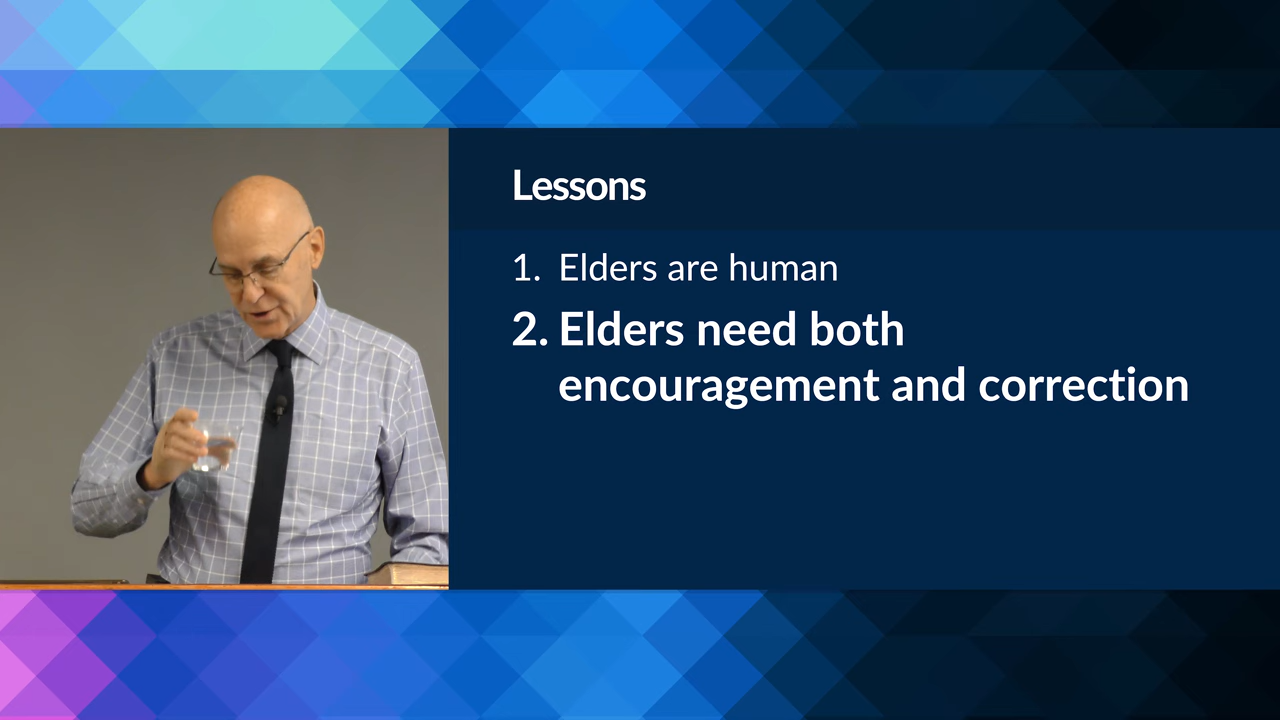 Lessons
1. Elders are human
2. Elders need both
encouragement and correction